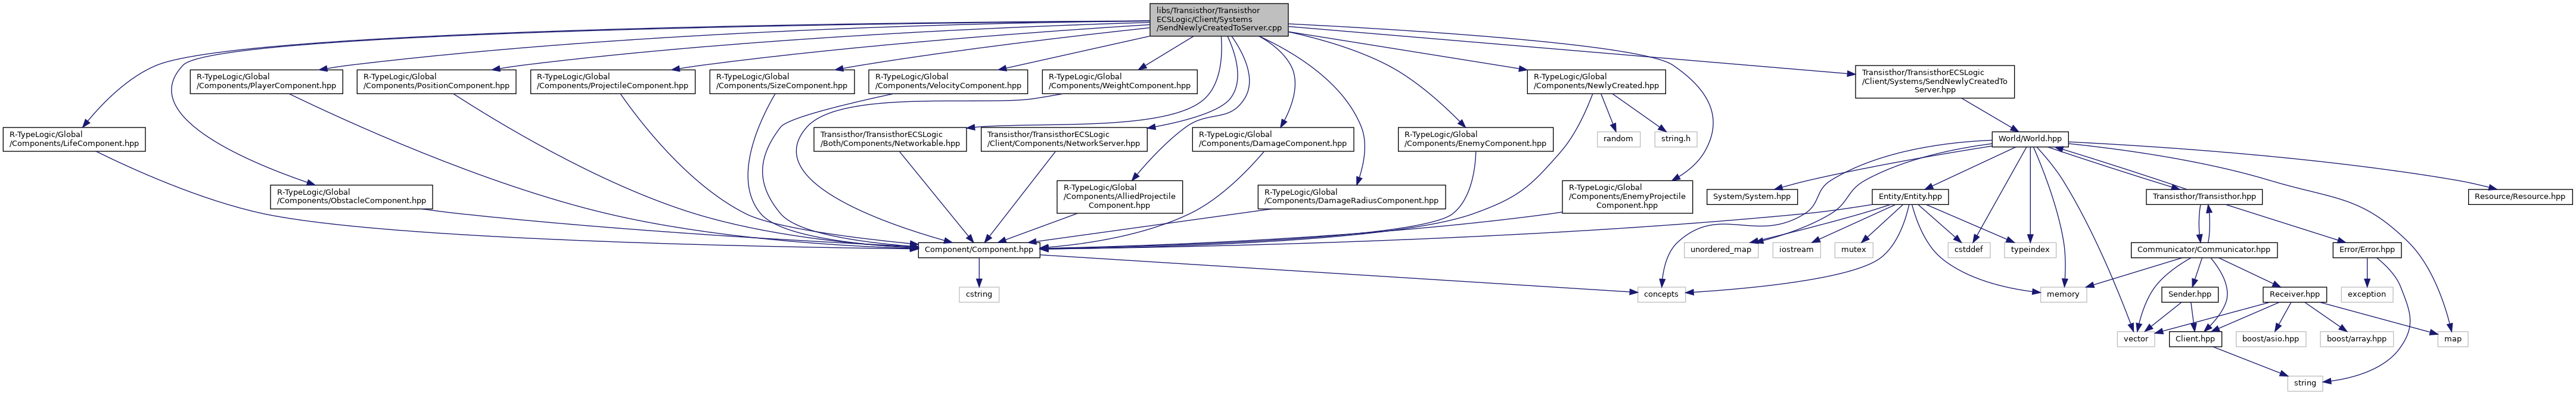 libs/Transisthor/Transisthor
ECSLogic/Client/Systems
/SendNewlyCreatedToServer.cpp
R-TypeLogic/Global
/Components/PlayerComponent.hpp
R-TypeLogic/Global
/Components/PositionComponent.hpp
R-TypeLogic/Global
/Components/ProjectileComponent.hpp
R-TypeLogic/Global
/Components/SizeComponent.hpp
R-TypeLogic/Global
/Components/VelocityComponent.hpp
R-TypeLogic/Global
/Components/WeightComponent.hpp
R-TypeLogic/Global
/Components/NewlyCreated.hpp
Transisthor/TransisthorECSLogic
/Client/Systems/SendNewlyCreatedTo
Server.hpp
R-TypeLogic/Global
/Components/LifeComponent.hpp
Transisthor/TransisthorECSLogic
/Both/Components/Networkable.hpp
Transisthor/TransisthorECSLogic
/Client/Components/NetworkServer.hpp
R-TypeLogic/Global
/Components/DamageComponent.hpp
R-TypeLogic/Global
/Components/EnemyComponent.hpp
random
string.h
World/World.hpp
R-TypeLogic/Global
/Components/ObstacleComponent.hpp
R-TypeLogic/Global
/Components/AlliedProjectile
Component.hpp
R-TypeLogic/Global
/Components/DamageRadiusComponent.hpp
R-TypeLogic/Global
/Components/EnemyProjectile
Component.hpp
System/System.hpp
Entity/Entity.hpp
Transisthor/Transisthor.hpp
Resource/Resource.hpp
Component/Component.hpp
unordered_map
iostream
mutex
cstddef
typeindex
Communicator/Communicator.hpp
Error/Error.hpp
cstring
concepts
memory
Sender.hpp
Receiver.hpp
exception
vector
Client.hpp
boost/asio.hpp
boost/array.hpp
map
string